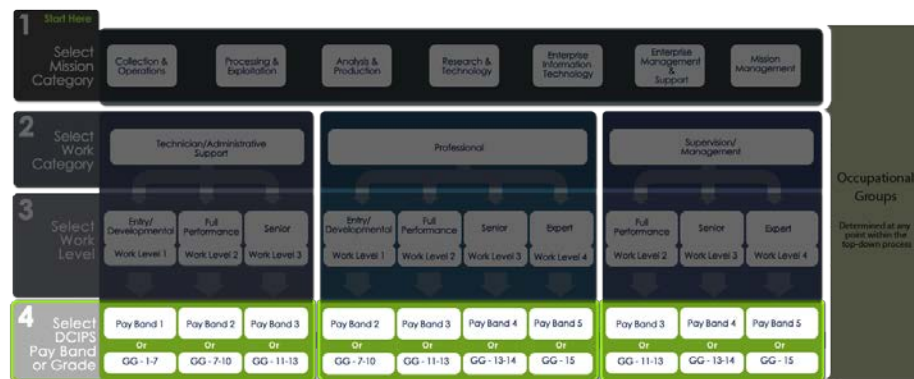 1 Start Here
Select
Mission
Category
Collection &
Operations
Processing &
Exploitation
Analysis &
Production
Research &
Technology
Enterprise
Information
Technology
Enterprise
Management
&
Support
Mission
Management
2 Select
Work
Category
Technician/Administrative
Support
Professional
Supervision/
Management
3 Select
Work
Level
Entry/
Developmental
Full
Performance
Senior
Entry/
Developmental
Full
Performance
Senior
Expert
Full
Performance
Senior
Expert
Work Level 1 Work Level 2 Work Level 3 Work Level 1 Work Level 2 Work Level 3 Work Level 4 Work Level 2 Work Level 3 Work Level 4
4 Select
DCIPS
Pay Band
or Grade
Pay Band 1 Pay Band 2 Pay Band 3 Pay Band 2 Pay Band 3 Pay Band 4 Pay Band 5 Pay Band 3 Pay Band 4 Pay Band 5
Or Or Or Or Or Or Or Or Or Or
GG - 1-7 GG - 7-10 GG - 11-13 GG - 7-10 GG - 11-13 GG - 13-14 GG - 15 GG - 11-13 GG - 13-14 GG - 15
Occupational
Groups
Determined at any
point within the
top-down process